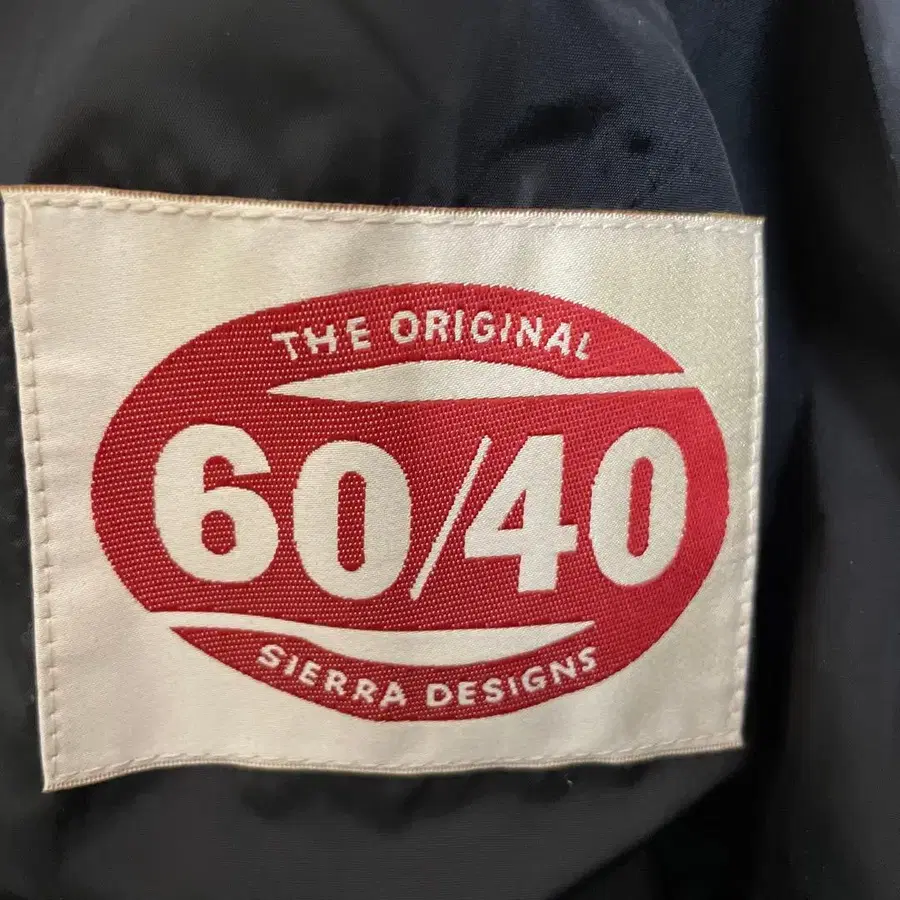 THE ORIGINAL
60/40
SIERRA DESIGNS